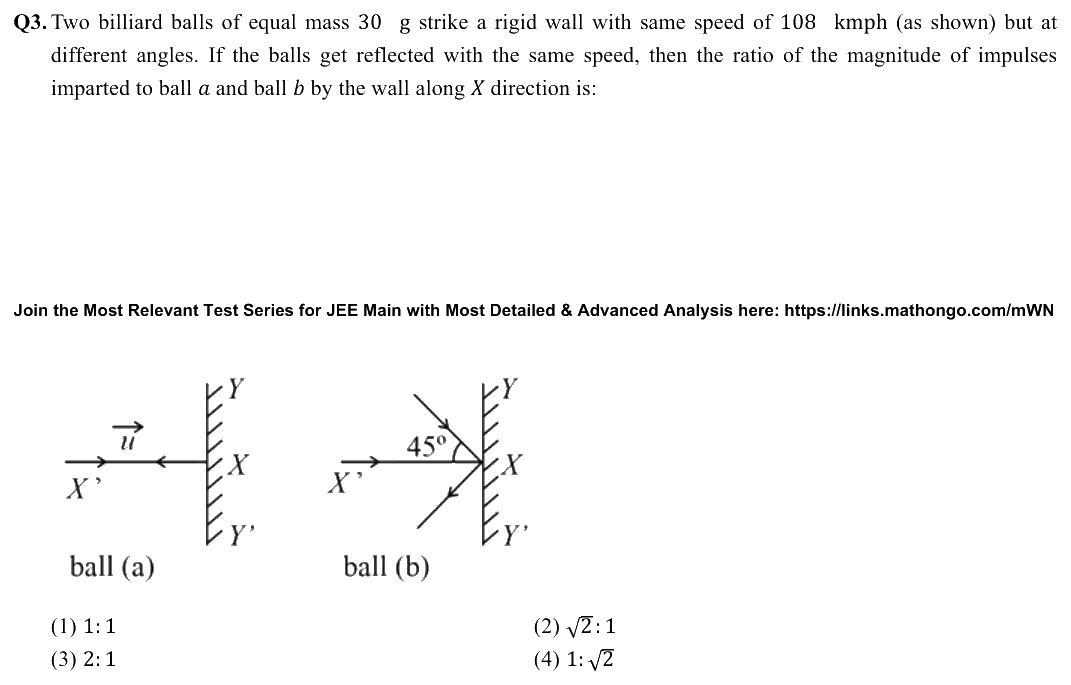 Q3. Two billiard balls of equal mass 30 g strike a rigid wall with same speed of 108 kmph (as shown) but at
different angles. If the balls get reflected with the same speed, then the ratio of the magnitude of impulses
imparted to ball a and ball b by the wall along X direction is:
Join the Most Relevant Test Series for JEE Main with Most Detailed & Advanced Analysis here: https://links.mathongo.com/mWN
Y Y
u 45°
X X
X' X'
Y' Y'
ball (a) ball (b)
(1) 1: 1 (2) √2: 1
(3) 2: 1 (4) 1: √2